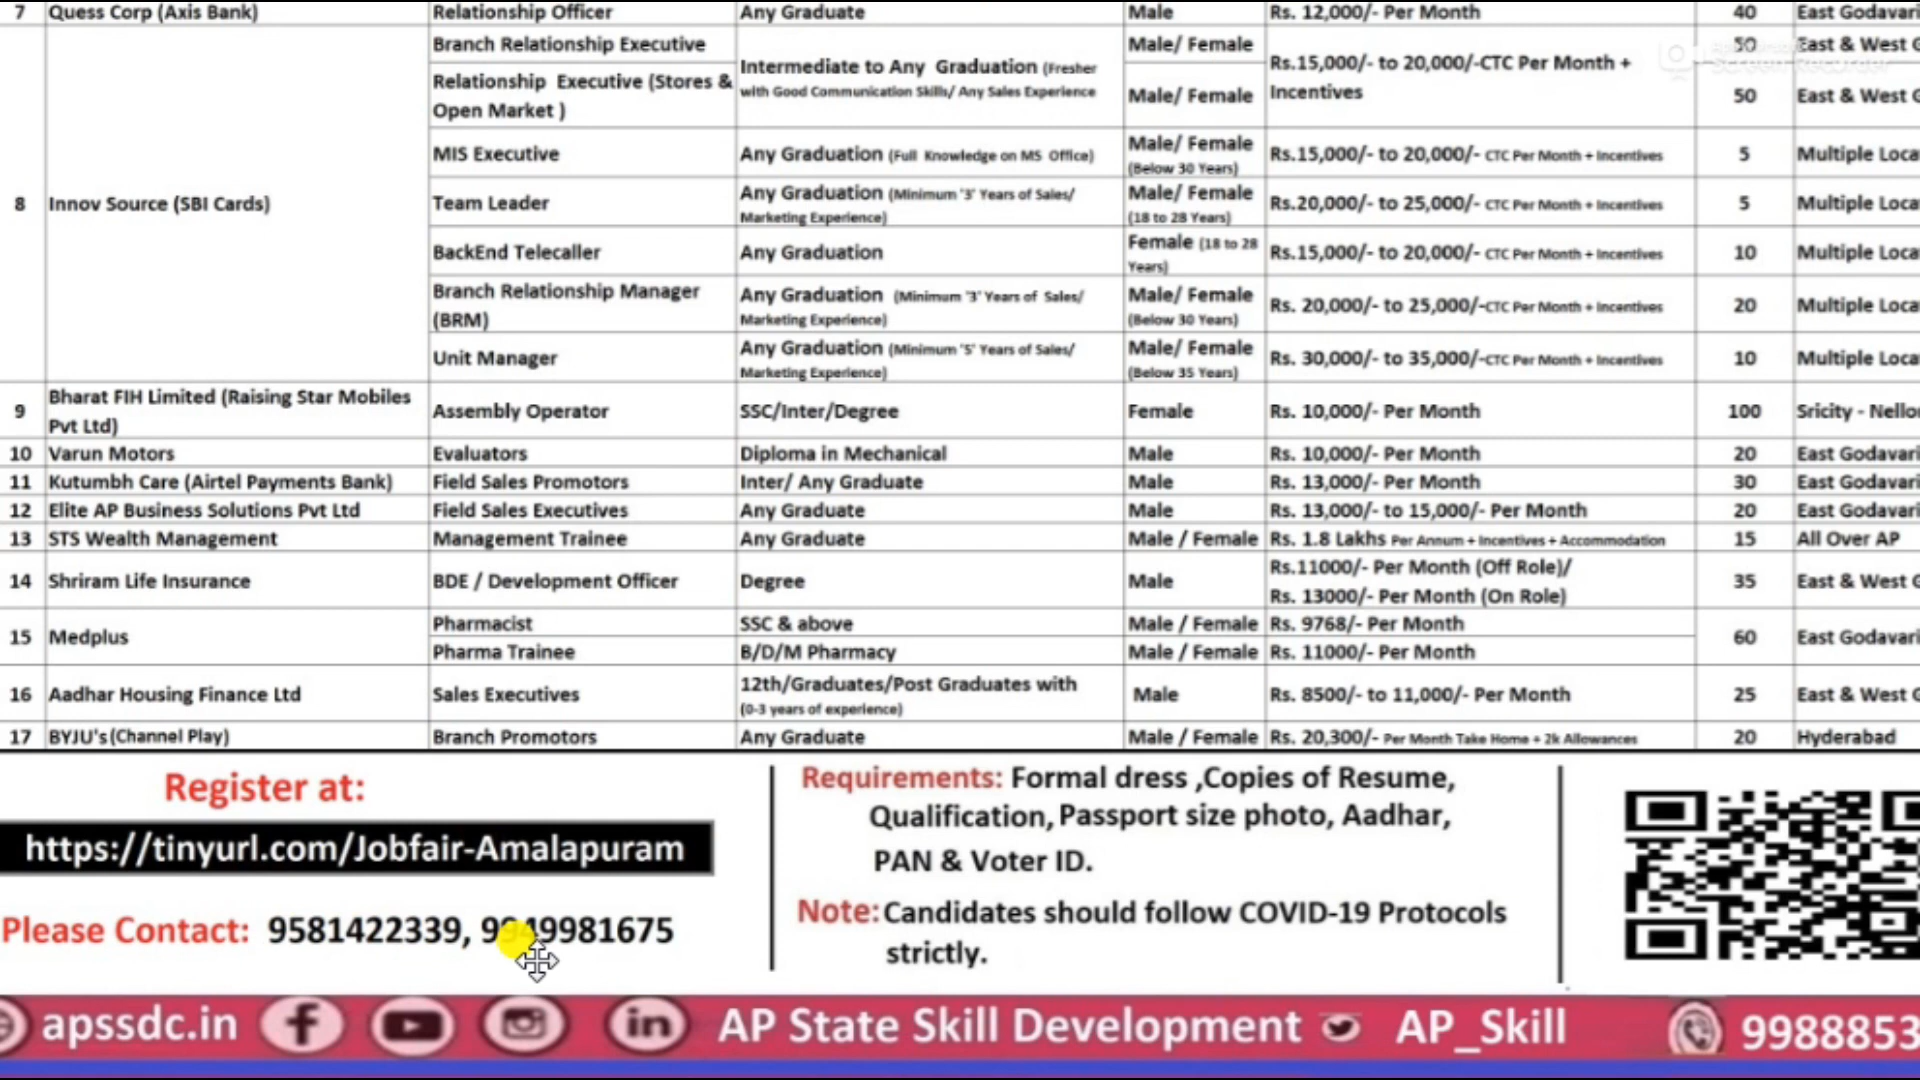 7 Quess Corp (Axis Bank) Relationship Officer Any Graduate Male Rs. 12,000/- Per Month 40 East Godavari
8 Innov Source (SBI Cards)
Branch Relationship Executive Intermediate to Any Graduation (Fresher with Good Communication Skills/ Any Sales Experience Male/ Female Rs.15,000/- to 20,000/-CTC Per Month + Incentives 50 East & West G
Relationship Executive (Stores & Open Market ) Male/ Female 50 East & West G
MIS Executive Any Graduation (Full Knowledge on MS Office) Male/ Female (Below 30 Years) Rs.15,000/- to 20,000/- CTC Per Month + Incentives 5 Multiple Loca
Team Leader Any Graduation (Minimum '3' Years of Sales/ Marketing Experience) Male/ Female (18 to 28 Years) Rs.20,000/- to 25,000/- CTC Per Month + Incentives 5 Multiple Loca
BackEnd Telecaller Any Graduation Female (18 to 28 Years) Rs.15,000/- to 20,000/- CTC Per Month + Incentives 10 Multiple Loca
Branch Relationship Manager (BRM) Any Graduation (Minimum '3' Years of Sales/ Marketing Experience) Male/ Female (Below 30 Years) Rs. 20,000/- to 25,000/-CTC Per Month + Incentives 20 Multiple Loca
Unit Manager Any Graduation (Minimum '5' Years of Sales/ Marketing Experience) Male/ Female (Below 35 Years) Rs. 30,000/- to 35,000/-CTC Per Month + Incentives 10 Multiple Loca
9 Bharat FIH Limited (Raising Star Mobiles Pvt Ltd) Assembly Operator SSC/Inter/Degree Female Rs. 10,000/- Per Month 100 Sricity - Nellor
10 Varun Motors Evaluators Diploma in Mechanical Male Rs. 10,000/- Per Month 20 East Godavari
11 Kutumbh Care (Airtel Payments Bank) Field Sales Promotors Inter/ Any Graduate Male Rs. 13,000/- Per Month 30 East Godavari
12 Elite AP Business Solutions Pvt Ltd Field Sales Executives Any Graduate Male Rs. 13,000/- to 15,000/- Per Month 20 East Godavari
13 STS Wealth Management Management Trainee Any Graduate Male / Female Rs. 1.8 Lakhs Per Annum + Incentives + Accommodation 15 All Over AP
14 Shriram Life Insurance BDE / Development Officer Degree Male Rs.11000/- Per Month (Off Role)/ Rs. 13000/- Per Month (On Role) 35 East & West G
15 Medplus Pharmacist SSC & above Male / Female Rs. 9768/- Per Month 60 East Godavari
Pharma Trainee B/D/M Pharmacy Male / Female Rs. 11000/- Per Month
16 Aadhar Housing Finance Ltd Sales Executives 12th/Graduates/Post Graduates with (0-3 years of experience) Male Rs. 8500/- to 11,000/- Per Month 25 East & West G
17 BYJU's (Channel Play) Branch Promotors Any Graduate Male / Female Rs. 20,300/- Per Month Take Home + 2k Allowances 20 Hyderabad
Register at:
https://tinyurl.com/Jobfair-Amalapuram
Please Contact: 9581422339, 9949981675
Requirements: Formal dress ,Copies of Resume,
Qualification, Passport size photo, Aadhar,
PAN & Voter ID.
Note: Candidates should follow COVID-19 Protocols
strictly.
apssdc.in AP State Skill Development AP_Skill 9988853